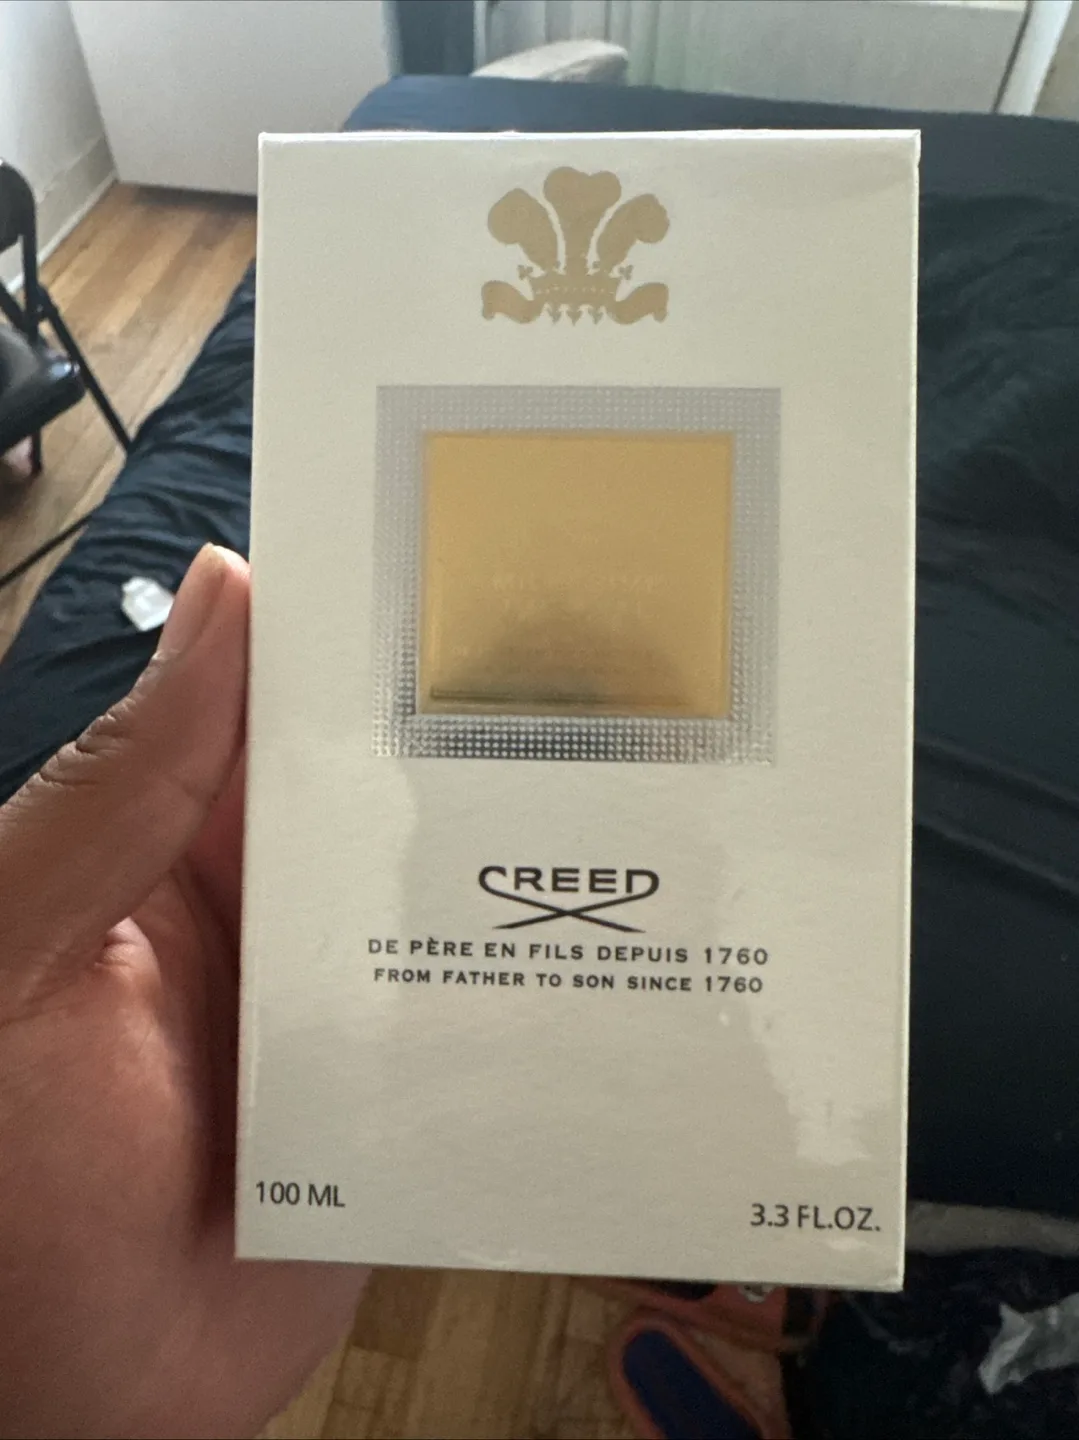 CREED
DE PÈRE EN FILS DEPUIS 1760
FROM FATHER TO SON SINCE 1760
100 ML
3.3 FL.OZ.